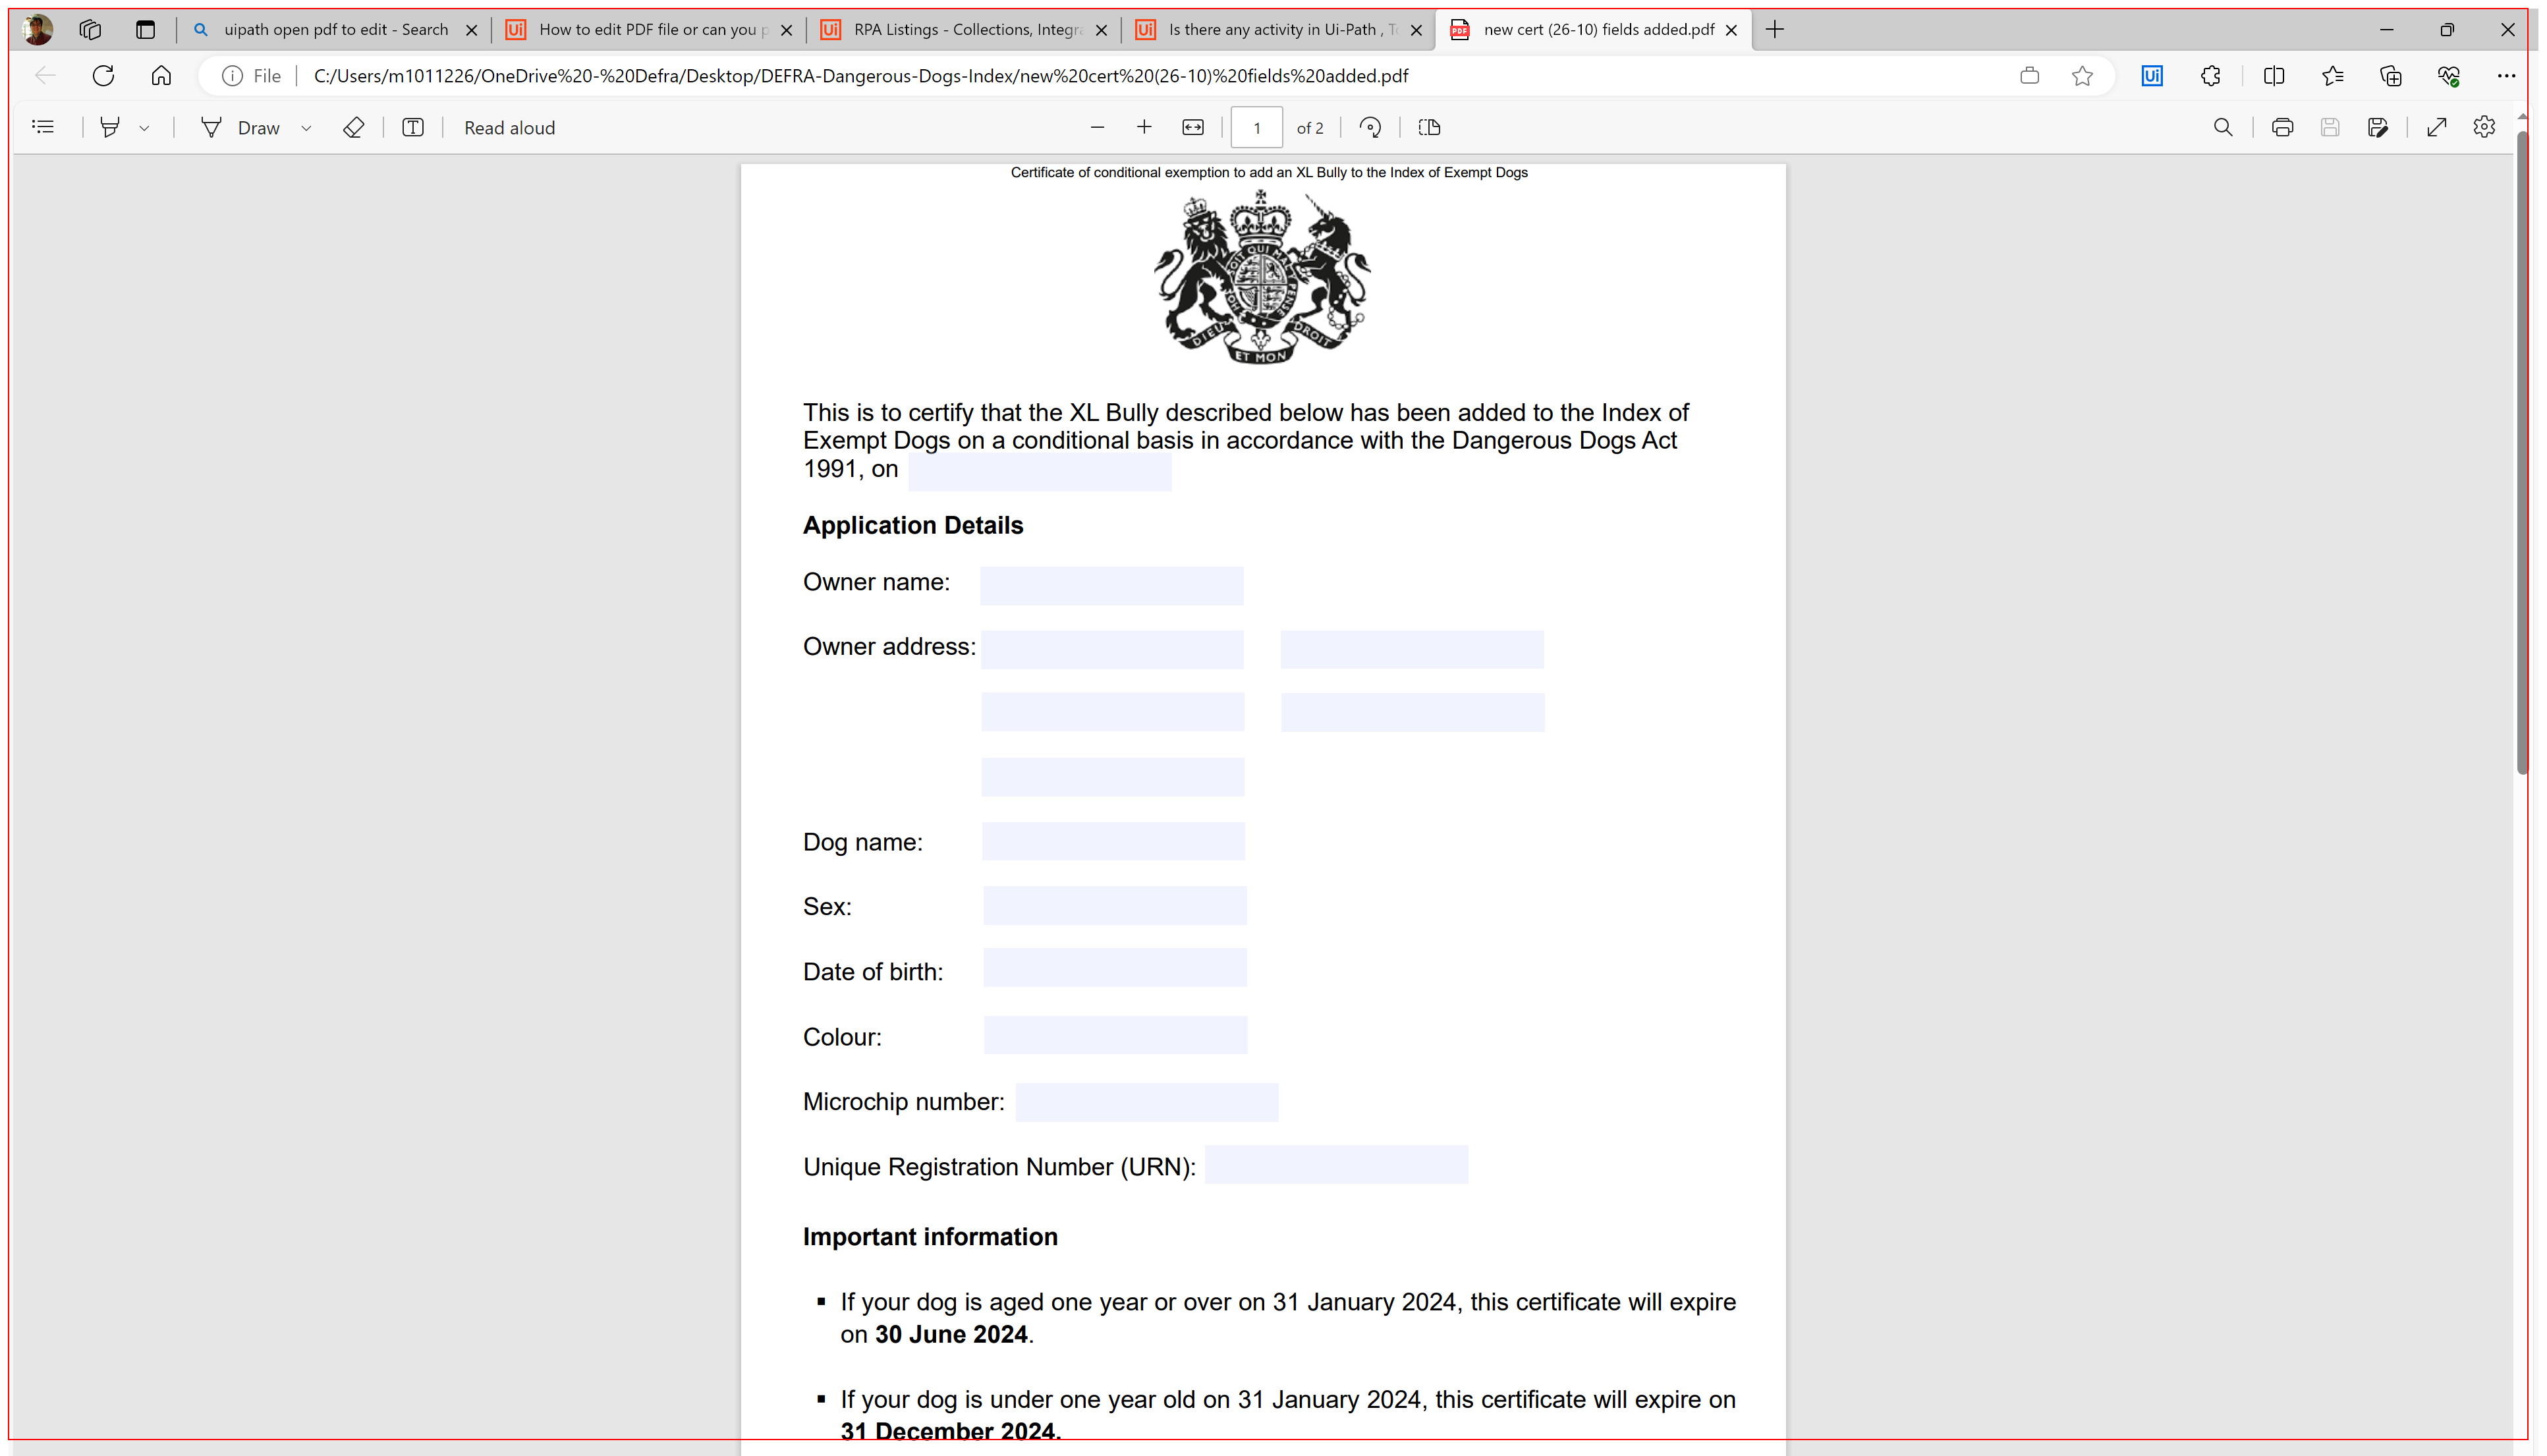 uipath open pdf to edit - Search
How to edit PDF file or can you p
RPA Listings - Collections, Integra
Is there any activity in Ui-Path , To
new cert (26-10) fields added.pdf
File
C:/Users/m1011226/OneDrive%20-%20Defra/Desktop/DEFRA-Dangerous-Dogs-Index/new%20cert%20(26-10)%20fields%20added.pdf
Draw
Read aloud
1 of 2
Certificate of conditional exemption to add an XL Bully to the Index of Exempt Dogs
SOIT QUI MAL Y PENSE
DIEU ET MON DROIT
This is to certify that the XL Bully described below has been added to the Index of
Exempt Dogs on a conditional basis in accordance with the Dangerous Dogs Act
1991, on
Application Details
Owner name:
Owner address:
Dog name:
Sex:
Date of birth:
Colour:
Microchip number:
Unique Registration Number (URN):
Important information
▪ If your dog is aged one year or over on 31 January 2024, this certificate will expire
on 30 June 2024.
▪ If your dog is under one year old on 31 January 2024, this certificate will expire on
31 December 2024.